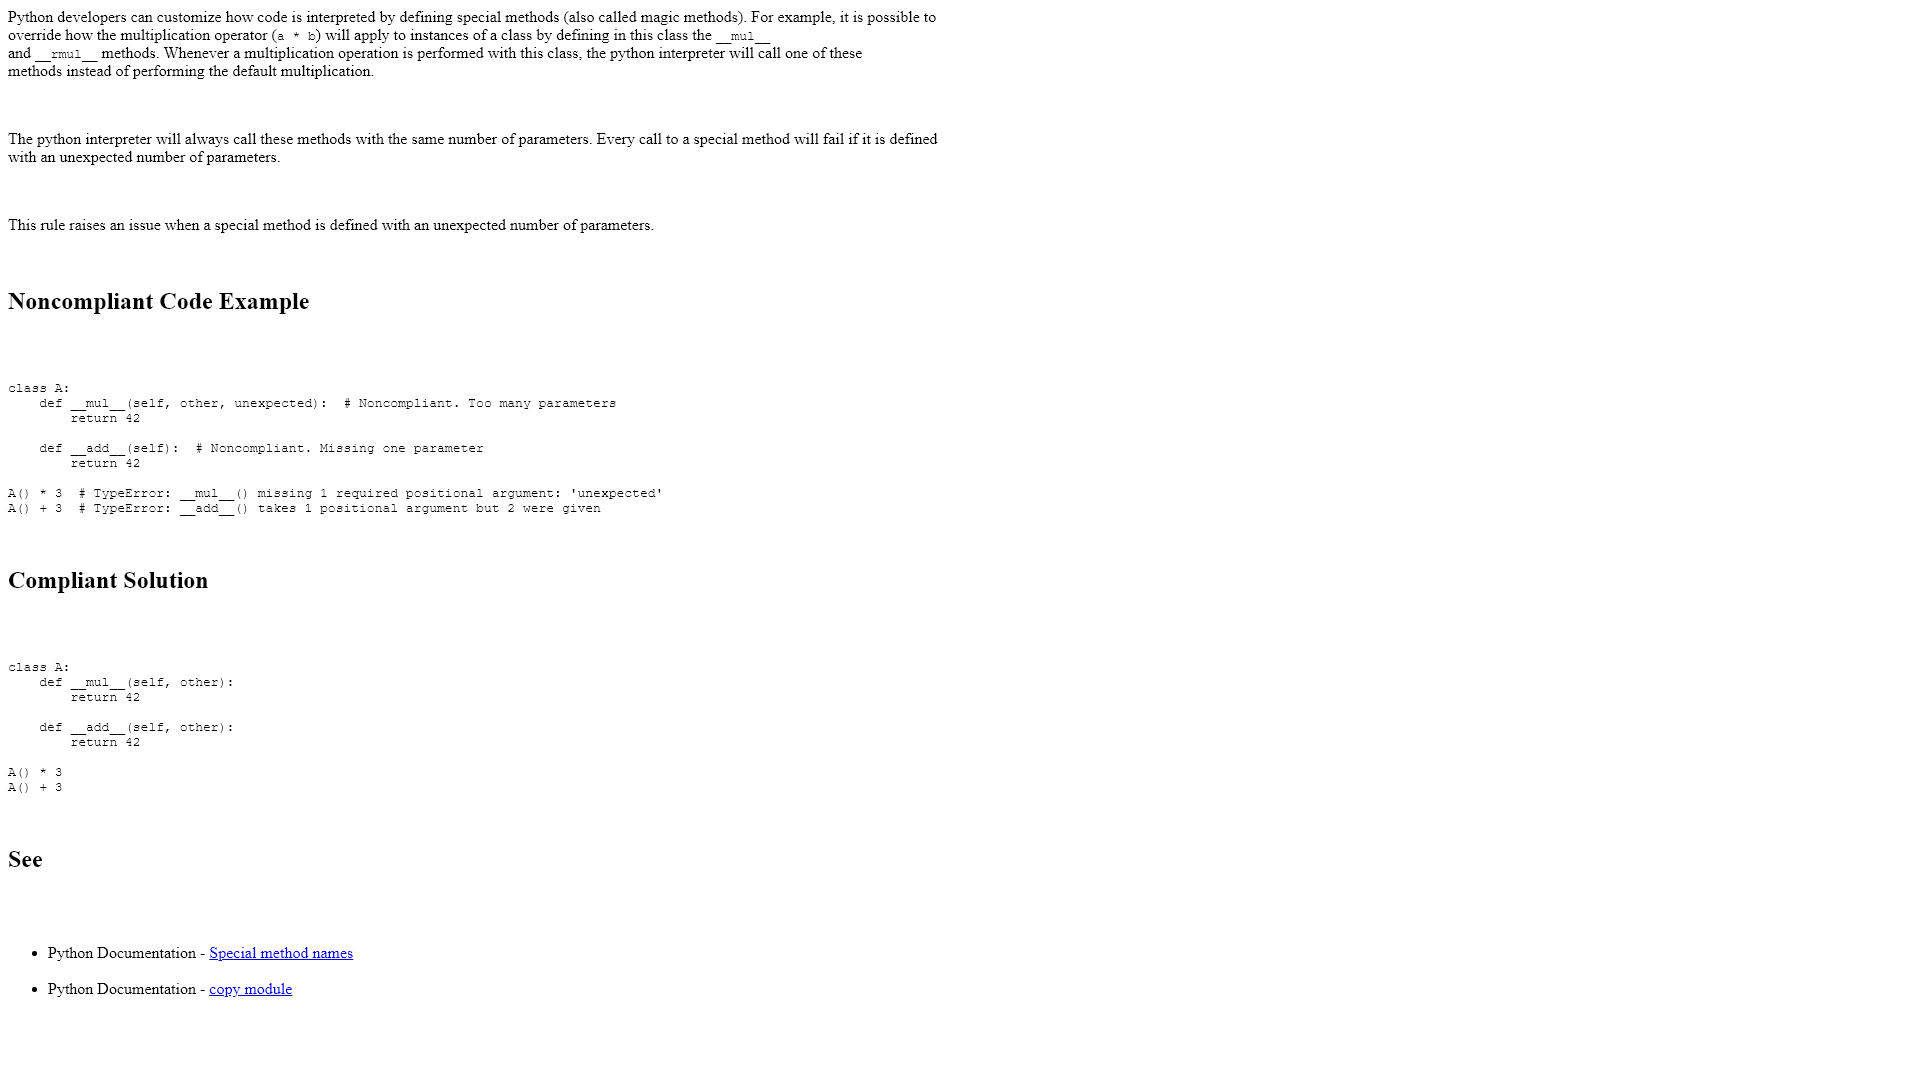 Python developers can customize how code is interpreted by defining special methods (also called magic methods). For example, it is possible to
override how the multiplication operator (a * b) will apply to instances of a class by defining in this class the __mul__
and __rmul__ methods. Whenever a multiplication operation is performed with this class, the python interpreter will call one of these
methods instead of performing the default multiplication.
The python interpreter will always call these methods with the same number of parameters. Every call to a special method will fail if it is defined
with an unexpected number of parameters.
This rule raises an issue when a special method is defined with an unexpected number of parameters.
Noncompliant Code Example
class A:
    def __mul__(self, other, unexpected):  # Noncompliant. Too many parameters
        return 42
    def __add__(self):  # Noncompliant. Missing one parameter
        return 42
A() * 3  # TypeError: __mul__() missing 1 required positional argument: 'unexpected'
A() + 3  # TypeError: __add__() takes 1 positional argument but 2 were given
Compliant Solution
class A:
    def __mul__(self, other):
        return 42
    def __add__(self, other):
        return 42
A() * 3
A() + 3
See
• Python Documentation - Special method names
• Python Documentation - copy module